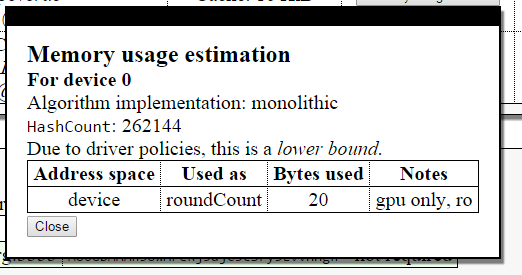 Memory usage estimation
For device 0
Algorithm implementation: monolithic
HashCount: 262144
Due to driver policies, this is a lower bound.
Address space Used as Bytes used Notes
device roundCount 20 gpu only, ro
Close